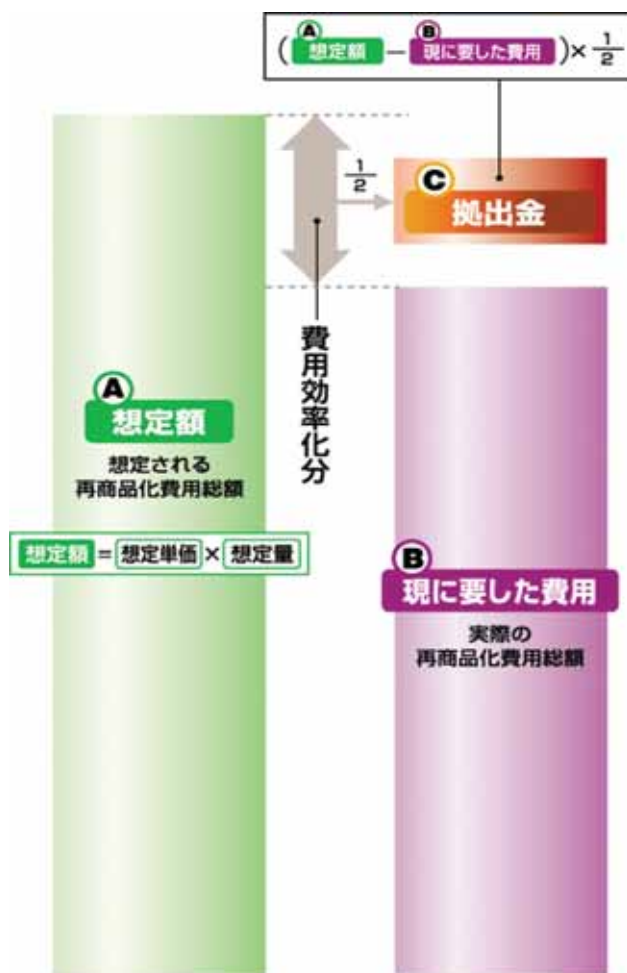 (Ⓐ想定額－Ⓑ現に要した費用)×1/2
1/2
Ⓒ
拠出金
費用効率化分
Ⓐ
想定額
想定される
再商品化費用総額
想定額＝想定単価×想定量
Ⓑ
現に要した費用
実際の
再商品化費用総額